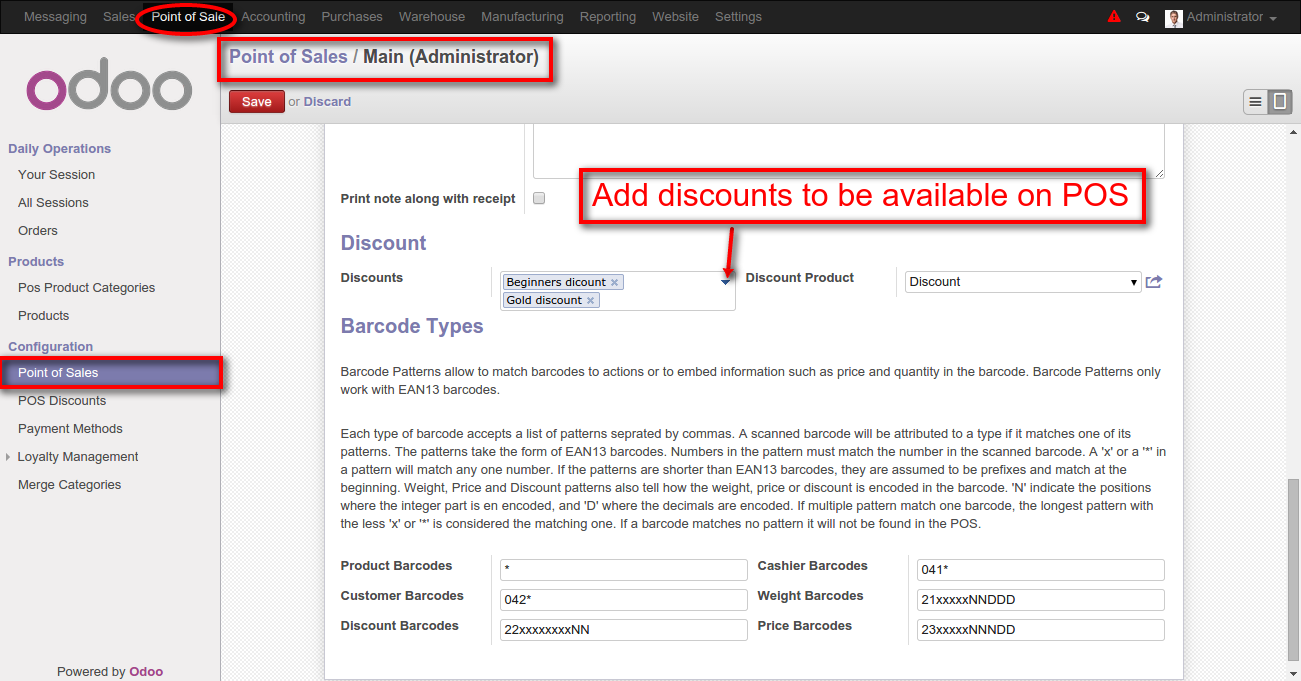 Messaging Sales Point of Sale Accounting Purchases Warehouse Manufacturing Reporting Website Settings Administrator
odoo
Point of Sales / Main (Administrator)
Save or Discard
Daily Operations
Your Session
All Sessions
Orders
Products
Pos Product Categories
Products
Configuration
Point of Sales
POS Discounts
Payment Methods
Loyalty Management
Merge Categories
Powered by Odoo
Print note along with receipt
Add discounts to be available on POS
Discount
Discounts Beginners dicount × Discount Product Discount
Gold discount ×
Barcode Types
Barcode Patterns allow to match barcodes to actions or to embed information such as price and quantity in the barcode. Barcode Patterns only
work with EAN13 barcodes.
Each type of barcode accepts a list of patterns seprated by commas. A scanned barcode will be attributed to a type if it matches one of its
patterns. The patterns take the form of EAN13 barcodes. Numbers in the pattern must match the number in the scanned barcode. A 'x' or a '*' in
a pattern will match any one number. If the patterns are shorter than EAN13 barcodes, they are assumed to be prefixes and match at the
beginning. Weight, Price and Discount patterns also tell how the weight, price or discount is encoded in the barcode. 'N' indicate the positions
where the integer part is en encoded, and 'D' where the decimals are encoded. If multiple pattern match one barcode, the longest pattern with
the less 'x' or '*' is considered the matching one. If a barcode matches no pattern it will not be found in the POS.
Product Barcodes * Cashier Barcodes 041*
Customer Barcodes 042* Weight Barcodes 21xxxxxNNDDD
Discount Barcodes 22xxxxxxxxNN Price Barcodes 23xxxxxNNNDD